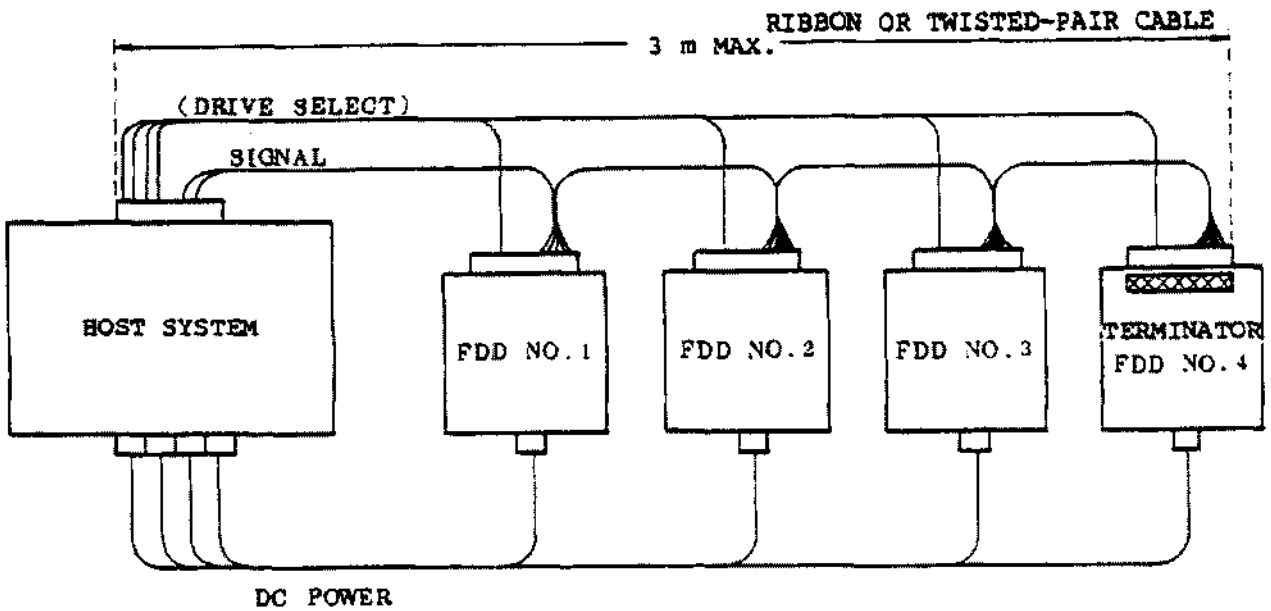 RIBBON OR TWISTED-PAIR CABLE
3 m MAX.
(DRIVE SELECT)
SIGNAL
HOST SYSTEM
FDD NO.1
FDD NO.2
FDD NO.3
TERMINATOR
FDD NO.4
DC POWER